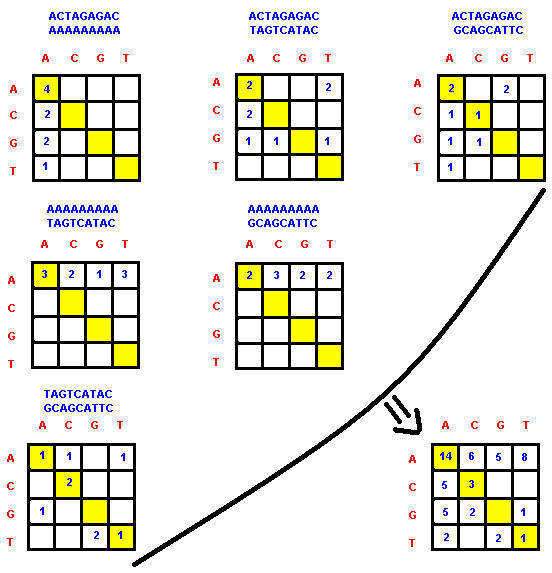 ACTAGAGAC ACTAGAGAC ACTAGAGAC
AAAAAAAAA TAGTCATAC GCAGCATTC
A C G T A C G T A C G T
A 4 A 2 2 A 2 2
C 2 C 2 C 1 1
G 2 G 1 1 1 G 1 1
T 1 T T 1
AAAAAAAAA AAAAAAAAA
TAGTCATAC GCAGCATTC
A C G T A C G T
A 3 2 1 3 A 2 3 2 2
C C
G G
T T
TAGTCATAC
GCAGCATTC
A C G T A C G T
A 1 1 1 A 14 6 5 8
C 2 C 5 3
G 1 G 5 2 1
T 2 1 T 2 2 1